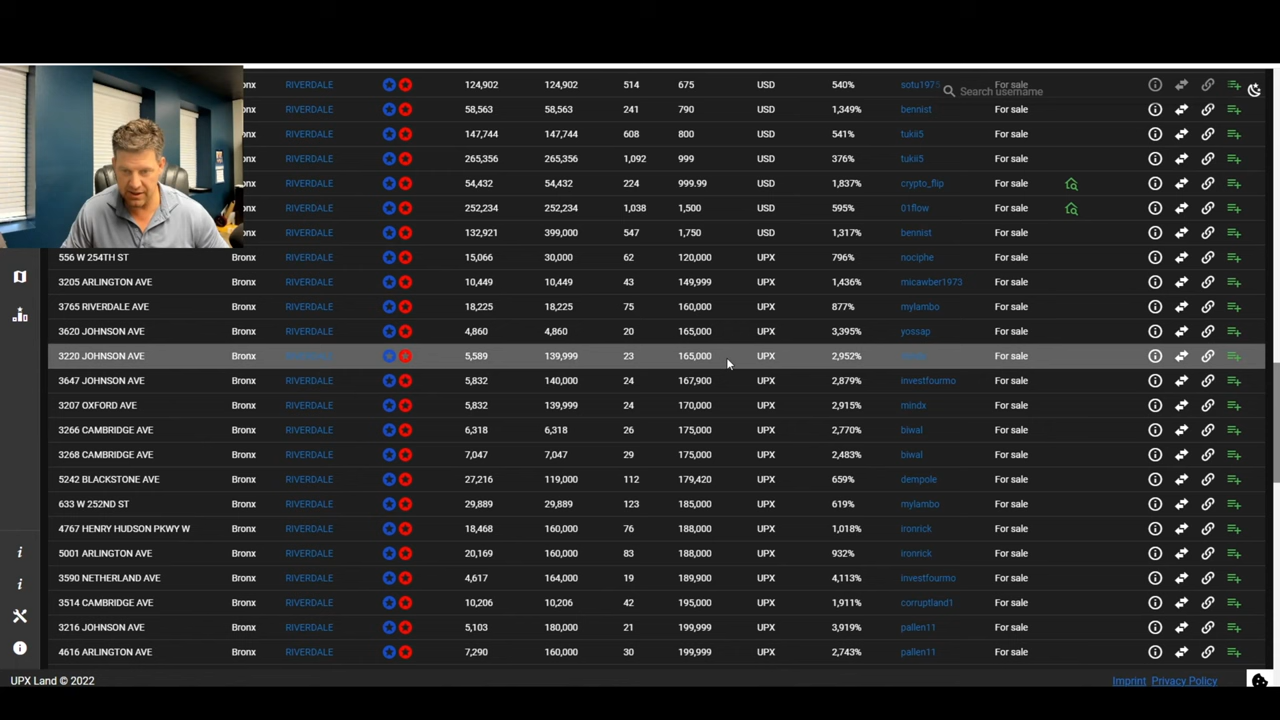 onx RIVERDALE 124,902 124,902 514 675 USD 540% sotu1975 For sale
Search username
onx RIVERDALE 58,563 58,563 241 790 USD 1,349% bennist For sale
onx RIVERDALE 147,744 147,744 608 800 USD 541% tukii5 For sale
onx RIVERDALE 265,356 265,356 1,092 999 USD 376% tukii5 For sale
onx RIVERDALE 54,432 54,432 224 999.99 USD 1,837% crypto_flip For sale
onx RIVERDALE 252,234 252,234 1,038 1,500 USD 595% 01flow For sale
onx RIVERDALE 132,921 399,000 547 1,750 USD 1,317% bennist For sale
556 W 254TH ST Bronx RIVERDALE 15,066 30,000 62 120,000 UPX 796% nociphe For sale
3205 ARLINGTON AVE Bronx RIVERDALE 10,449 10,449 43 149,999 UPX 1,436% micawber1973 For sale
3765 RIVERDALE AVE Bronx RIVERDALE 18,225 18,225 75 160,000 UPX 877% mylambo For sale
3620 JOHNSON AVE Bronx RIVERDALE 4,860 4,860 20 165,000 UPX 3,395% yossap For sale
3220 JOHNSON AVE Bronx RIVERDALE 5,589 139,999 23 165,000 UPX 2,952% For sale
3647 JOHNSON AVE Bronx RIVERDALE 5,832 140,000 24 167,900 UPX 2,879% investfourmo For sale
3207 OXFORD AVE Bronx RIVERDALE 5,832 139,999 24 170,000 UPX 2,915% mindx For sale
3266 CAMBRIDGE AVE Bronx RIVERDALE 6,318 6,318 26 175,000 UPX 2,770% biwal For sale
3268 CAMBRIDGE AVE Bronx RIVERDALE 7,047 7,047 29 175,000 UPX 2,483% biwal For sale
5242 BLACKSTONE AVE Bronx RIVERDALE 27,216 119,000 112 179,420 UPX 659% dempole For sale
633 W 252ND ST Bronx RIVERDALE 29,889 29,889 123 185,000 UPX 619% mylambo For sale
4767 HENRY HUDSON PKWY W Bronx RIVERDALE 18,468 160,000 76 188,000 UPX 1,018% ironrick For sale
5001 ARLINGTON AVE Bronx RIVERDALE 20,169 160,000 83 188,000 UPX 932% ironrick For sale
3590 NETHERLAND AVE Bronx RIVERDALE 4,617 164,000 19 189,900 UPX 4,113% investfourmo For sale
3514 CAMBRIDGE AVE Bronx RIVERDALE 10,206 10,206 42 195,000 UPX 1,911% corruptland1 For sale
3216 JOHNSON AVE Bronx RIVERDALE 5,103 180,000 21 199,999 UPX 3,919% pallen11 For sale
4616 ARLINGTON AVE Bronx RIVERDALE 7,290 160,000 30 199,999 UPX 2,743% pallen11 For sale
UPX Land © 2022 Imprint Privacy Policy